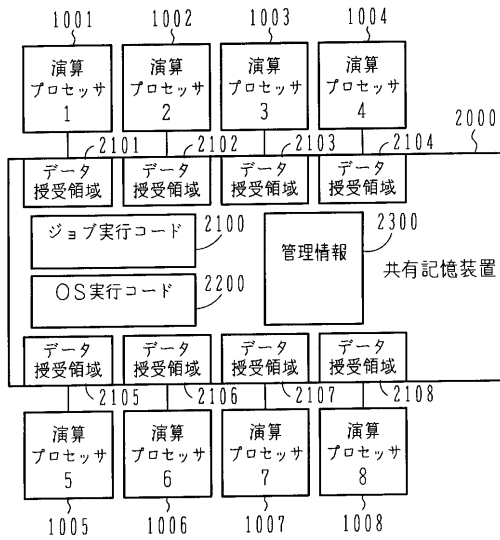 1001 1002 1003 1004
演算 演算 演算 演算
プロセッサ プロセッサ プロセッサ プロセッサ
1 2 3 4
2000
2101 2102 2103 2104
データ データ データ データ
授受領域 授受領域 授受領域 授受領域
ジョブ実行コード 2100
2300
管理情報
共有記憶装置
OS実行コード 2200
データ データ データ データ
授受領域 授受領域 授受領域 授受領域
2105 2106 2107 2108
演算 演算 演算 演算
プロセッサ プロセッサ プロセッサ プロセッサ
5 6 7 8
1005 1006 1007 1008